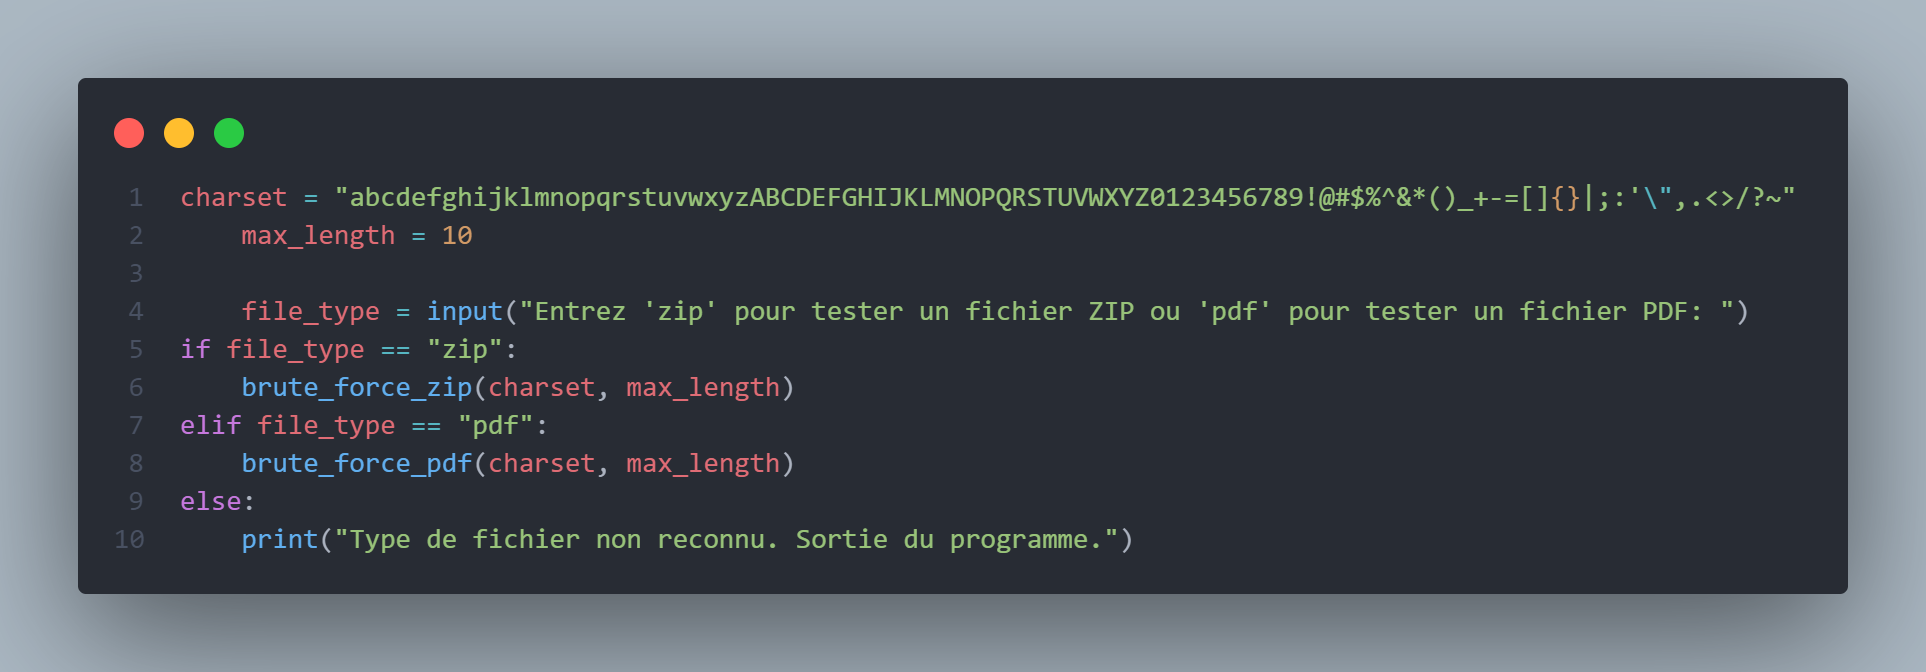 1 charset = "abcdefghijklmnopqrstuvwxyzABCDEFGHIJKLMNOPQRSTUVWXYZ0123456789!@#$%^&*()_+-=[]{}|;:'\",.<>/?~"
2     max_length = 10
3
4     file_type = input("Entrez 'zip' pour tester un fichier ZIP ou 'pdf' pour tester un fichier PDF: ")
5 if file_type == "zip":
6     brute_force_zip(charset, max_length)
7 elif file_type == "pdf":
8     brute_force_pdf(charset, max_length)
9 else:
10     print("Type de fichier non reconnu. Sortie du programme.")